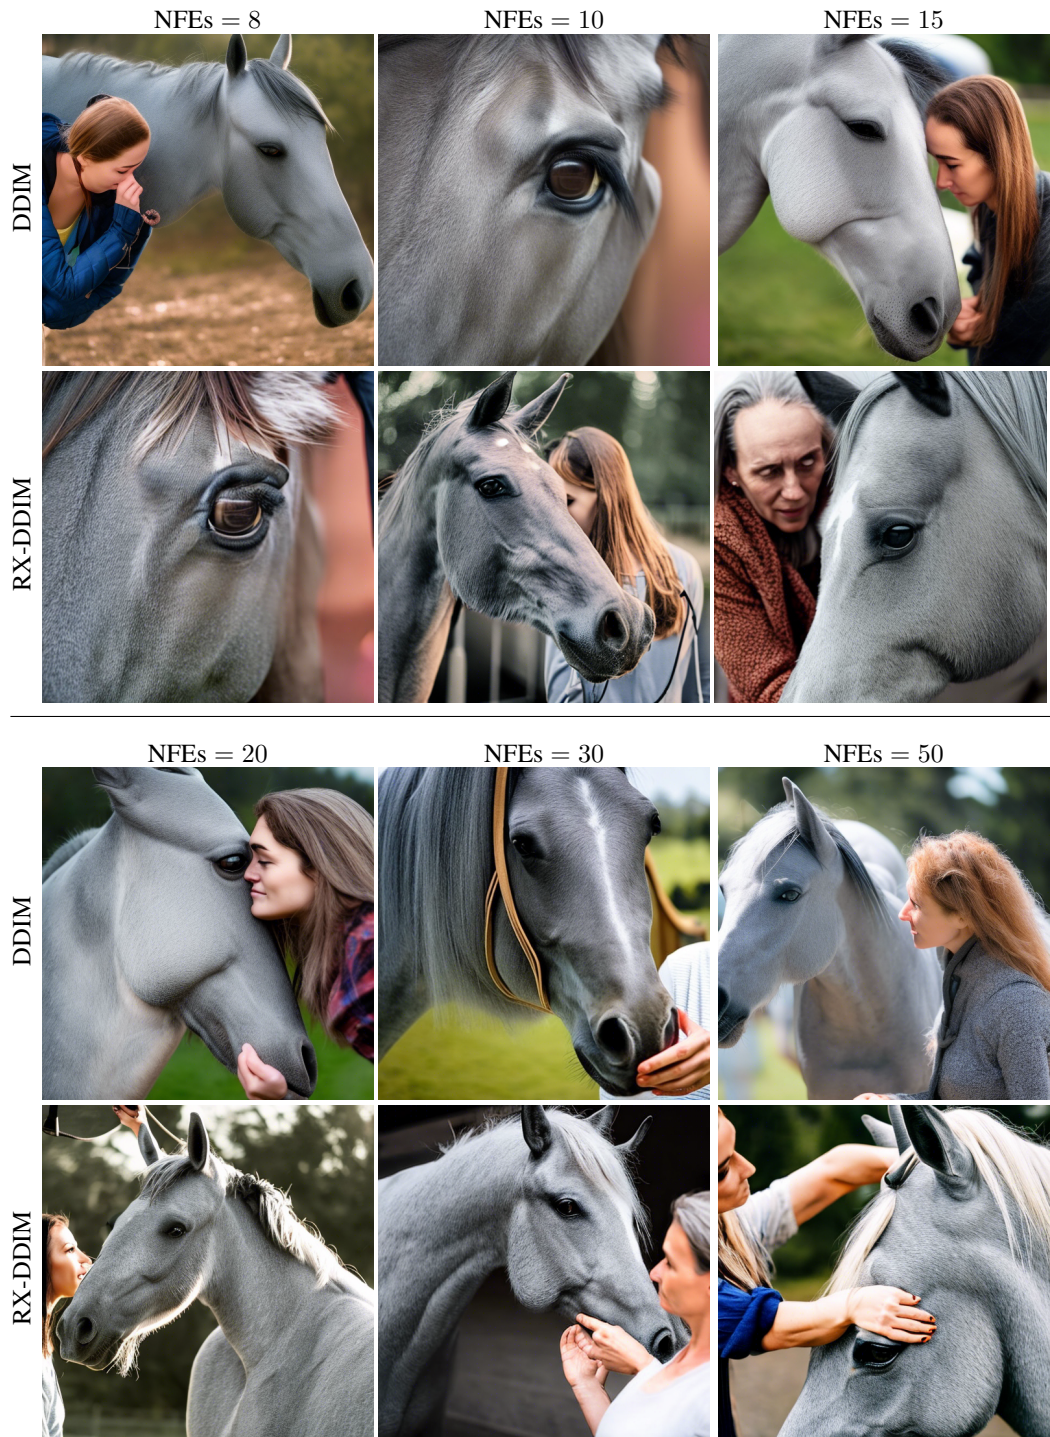 NFEs = 8
NFEs = 10
NFEs = 15
DDIM
RX-DDIM
NFEs = 20
NFEs = 30
NFEs = 50
DDIM
RX-DDIM